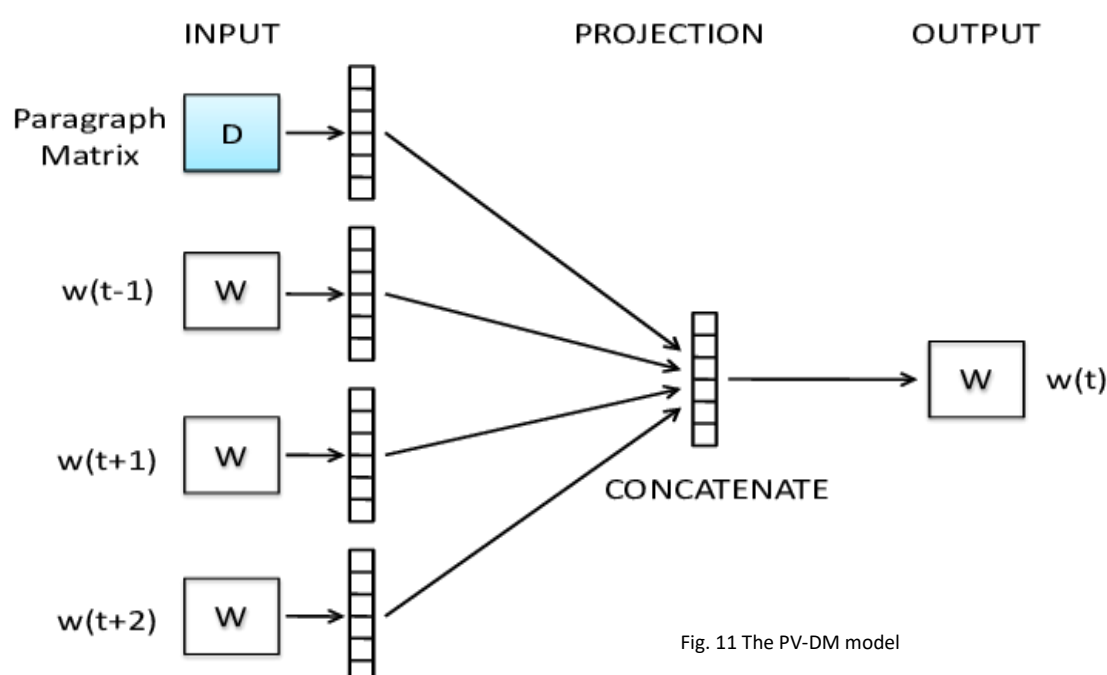 INPUT PROJECTION OUTPUT
Paragraph
Matrix
D
w(t-1) W
W w(t)
w(t+1) W
CONCATENATE
w(t+2) W
Fig. 11 The PV-DM model